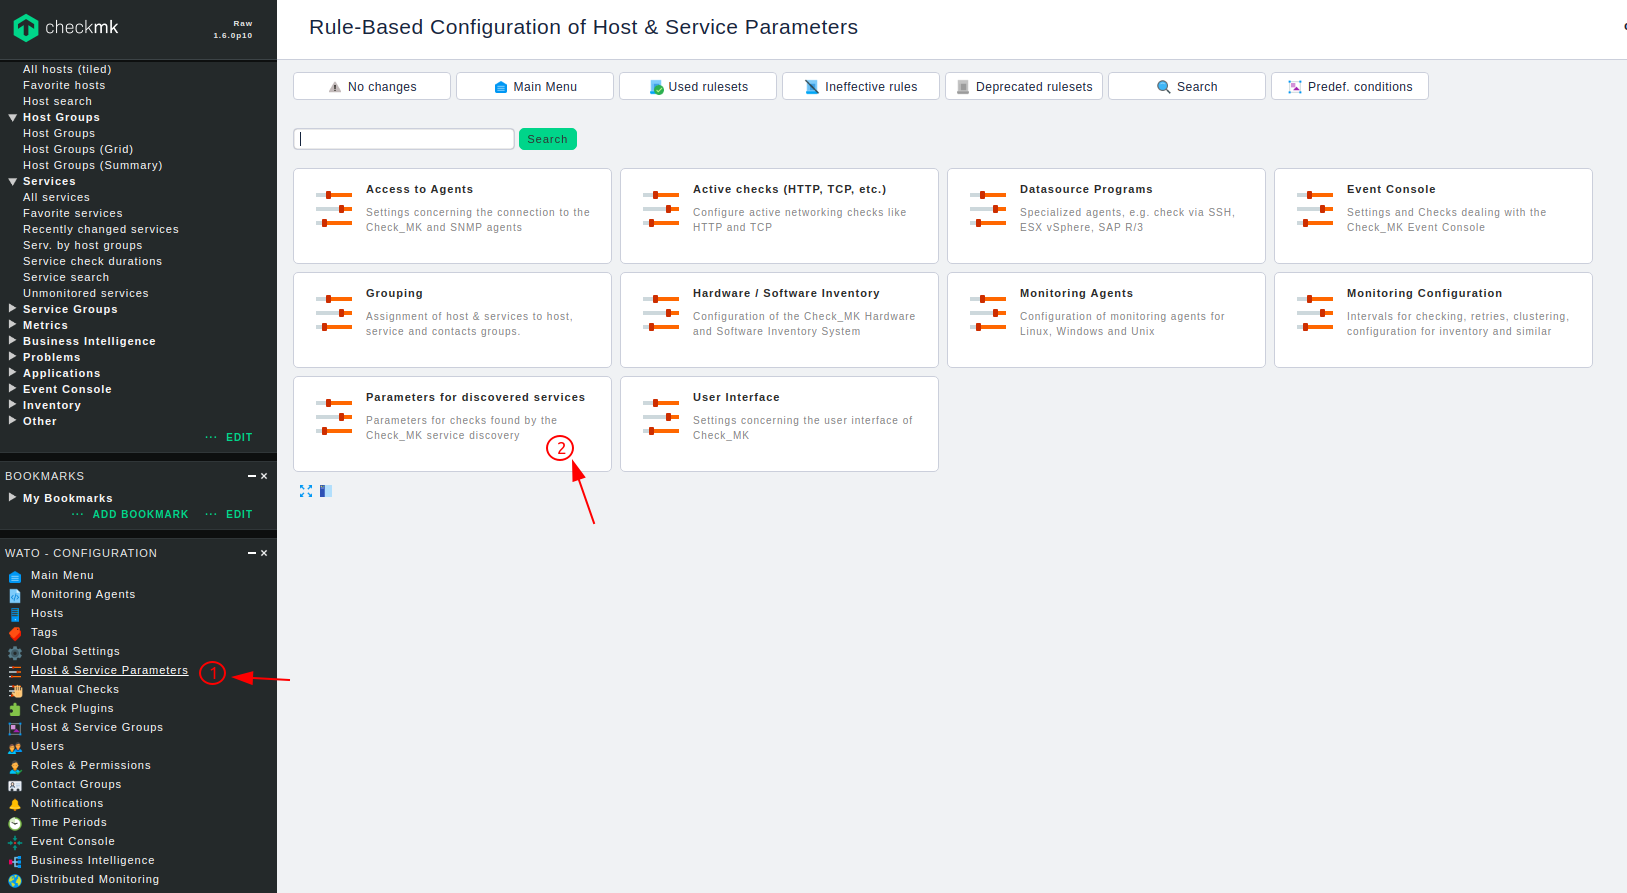 checkmk
Raw
1.6.0p10
All hosts (tiled)
Favorite hosts
Host search
Host Groups
Host Groups
Host Groups (Grid)
Host Groups (Summary)
Services
All services
Favorite services
Recently changed services
Serv. by host groups
Service check durations
Service search
Unmonitored services
Service Groups
Metrics
Business Intelligence
Problems
Applications
Event Console
Inventory
Other
··· EDIT
BOOKMARKS
My Bookmarks
··· ADD BOOKMARK ··· EDIT
WATO - CONFIGURATION
Main Menu
Monitoring Agents
Hosts
Tags
Global Settings
Host & Service Parameters
1
Manual Checks
Check Plugins
Host & Service Groups
Users
Roles & Permissions
Contact Groups
Notifications
Time Periods
Event Console
Business Intelligence
Distributed Monitoring
Rule-Based Configuration of Host & Service Parameters
No changes
Main Menu
Used rulesets
Ineffective rules
Deprecated rulesets
Search
Predef. conditions
Search
Access to Agents
Settings concerning the connection to the
Check_MK and SNMP agents
Active checks (HTTP, TCP, etc.)
Configure active networking checks like
HTTP and TCP
Datasource Programs
Specialized agents, e.g. check via SSH,
ESX vSphere, SAP R/3
Event Console
Settings and Checks dealing with the
Check_MK Event Console
Grouping
Assignment of host & services to host,
service and contacts groups.
Hardware / Software Inventory
Configuration of the Check_MK Hardware
and Software Inventory System
Monitoring Agents
Configuration of monitoring agents for
Linux, Windows and Unix
Monitoring Configuration
Intervals for checking, retries, clustering,
configuration for inventory and similar
Parameters for discovered services
Parameters for checks found by the
Check_MK service discovery
2
User Interface
Settings concerning the user interface of
Check_MK